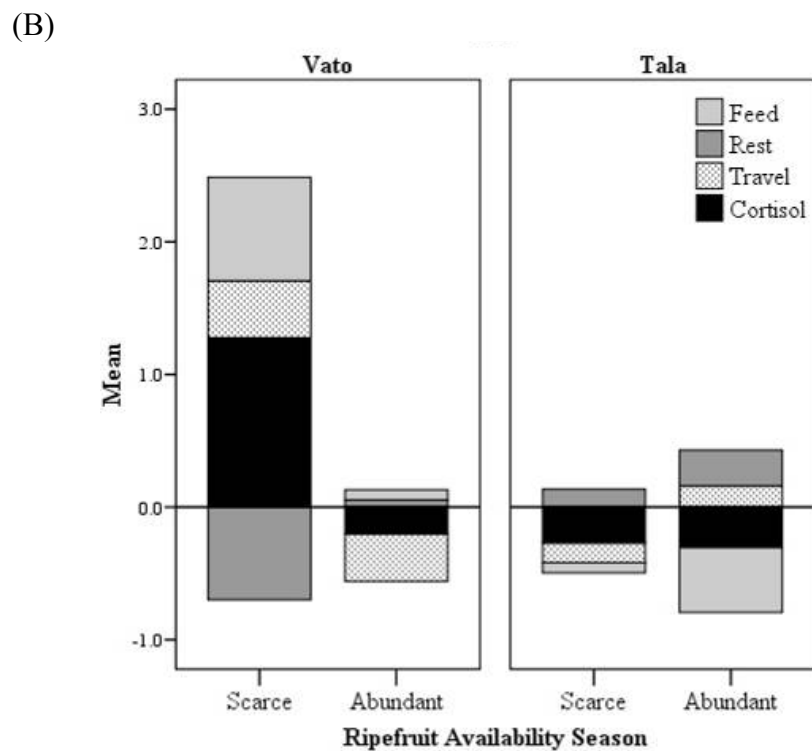 (B)
Vato
Tala
Feed
Rest
Travel
Cortisol
3.0
2.0
1.0
0.0
-1.0
Mean
Scarce
Abundant
Scarce
Abundant
Ripefruit Availability Season